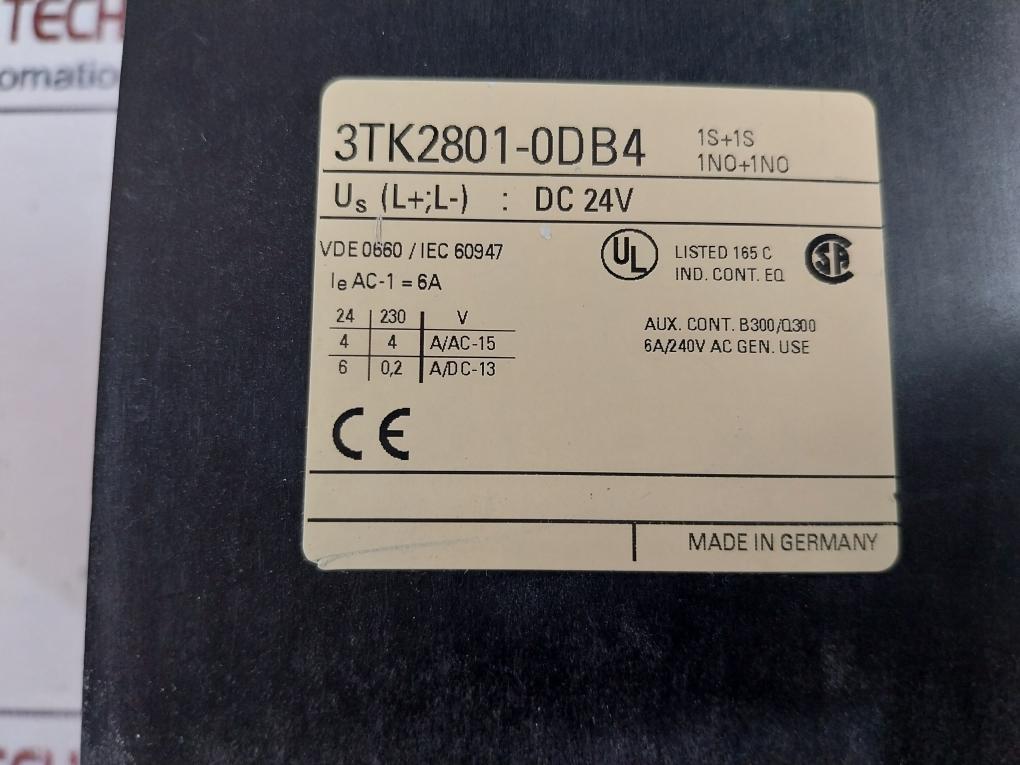 TECH
omatio
3TK2801-0DB4
1S+1S
1NO+1NO
Us (L+;L-) : DC 24V
VDE 0660 / IEC 60947
Ie AC-1 = 6A
UL
LISTED 165 C
IND. CONT. EQ
SA
24 230 V
4 4 A/AC-15
6 0,2 A/DC-13
AUX. CONT. B300/Q300
6A/240V AC GEN. USE
CE
MADE IN GERMANY